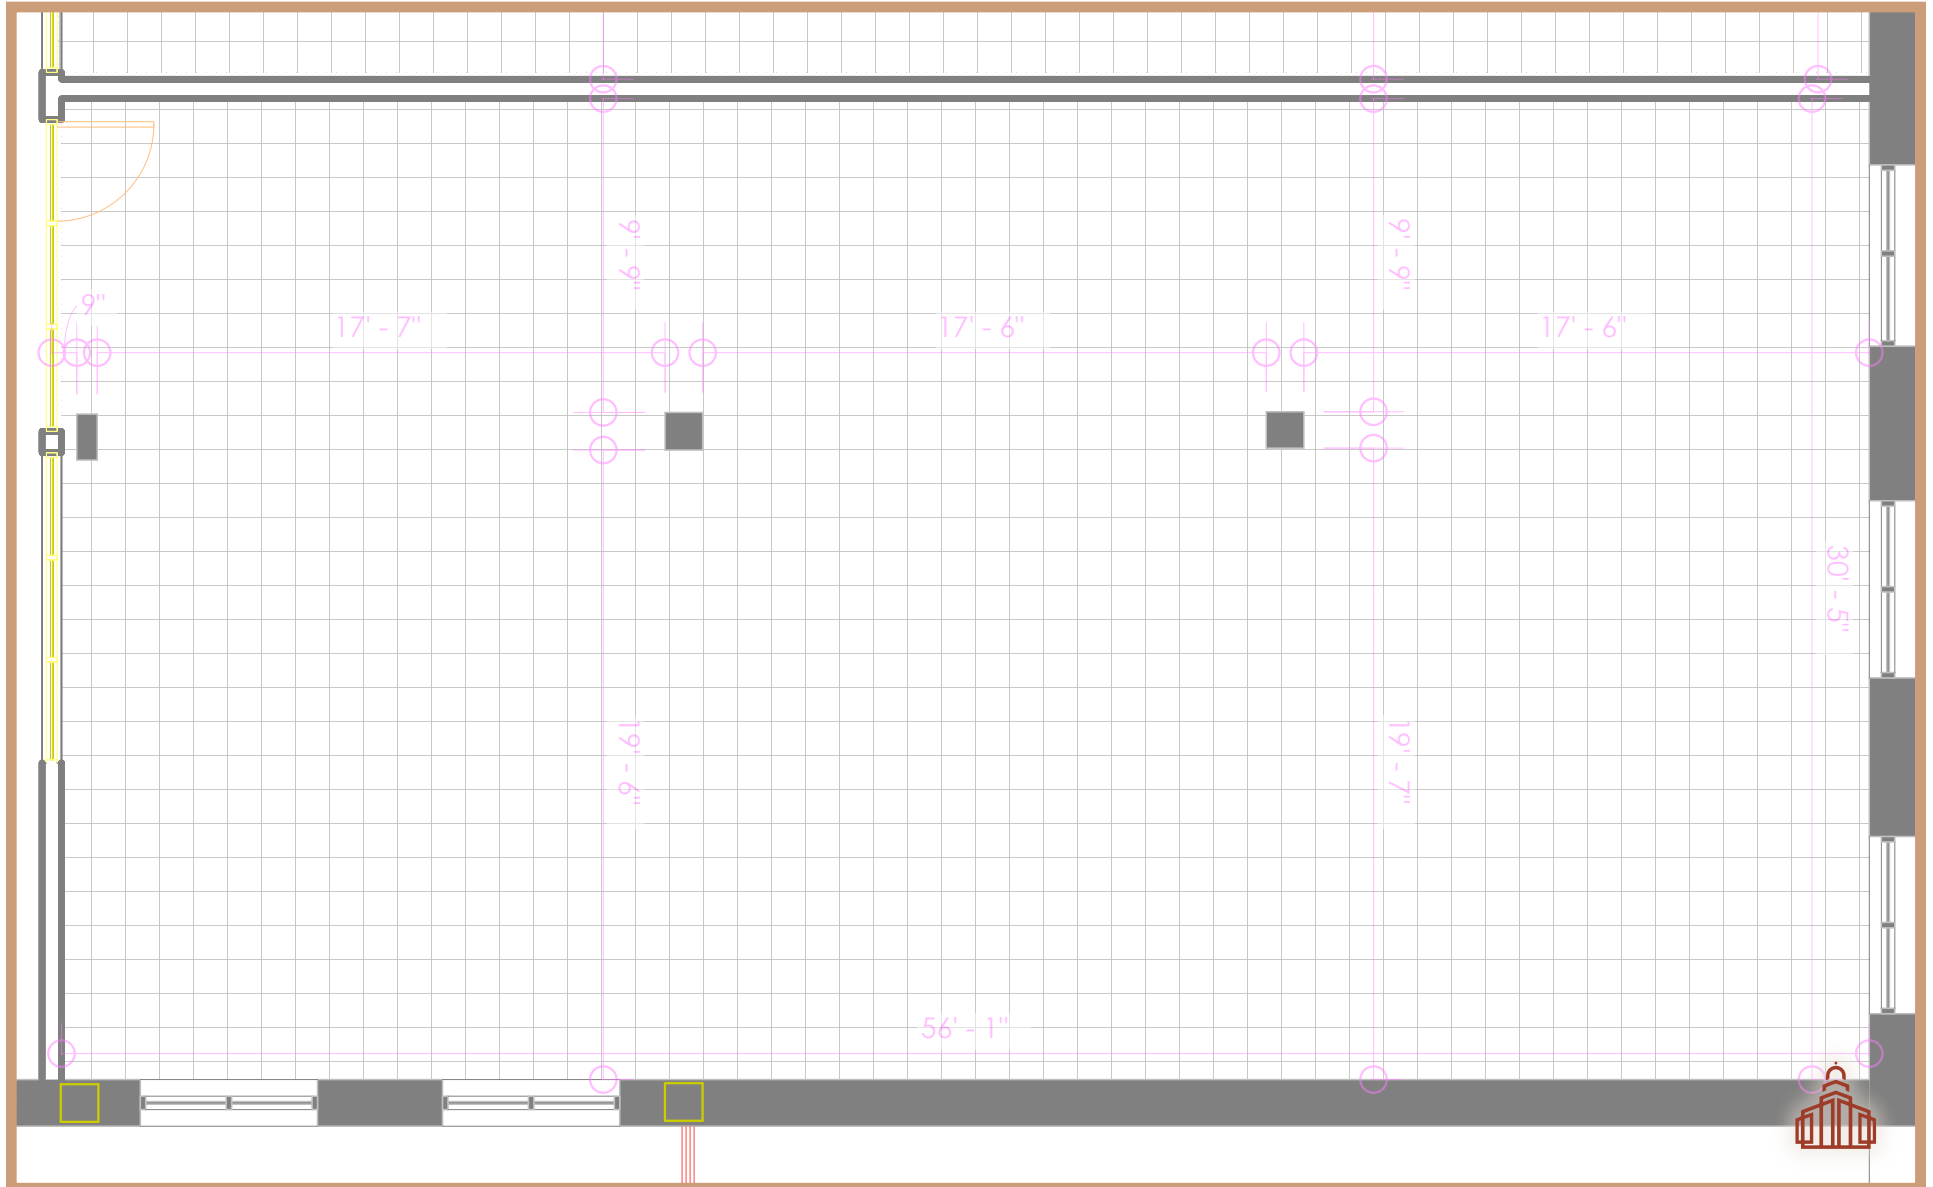 9' - 9"
9' - 9"
9"
17' - 7"
17' - 6"
17' - 6"
30' - 5"
19' - 6"
19' - 7"
56' - 1"